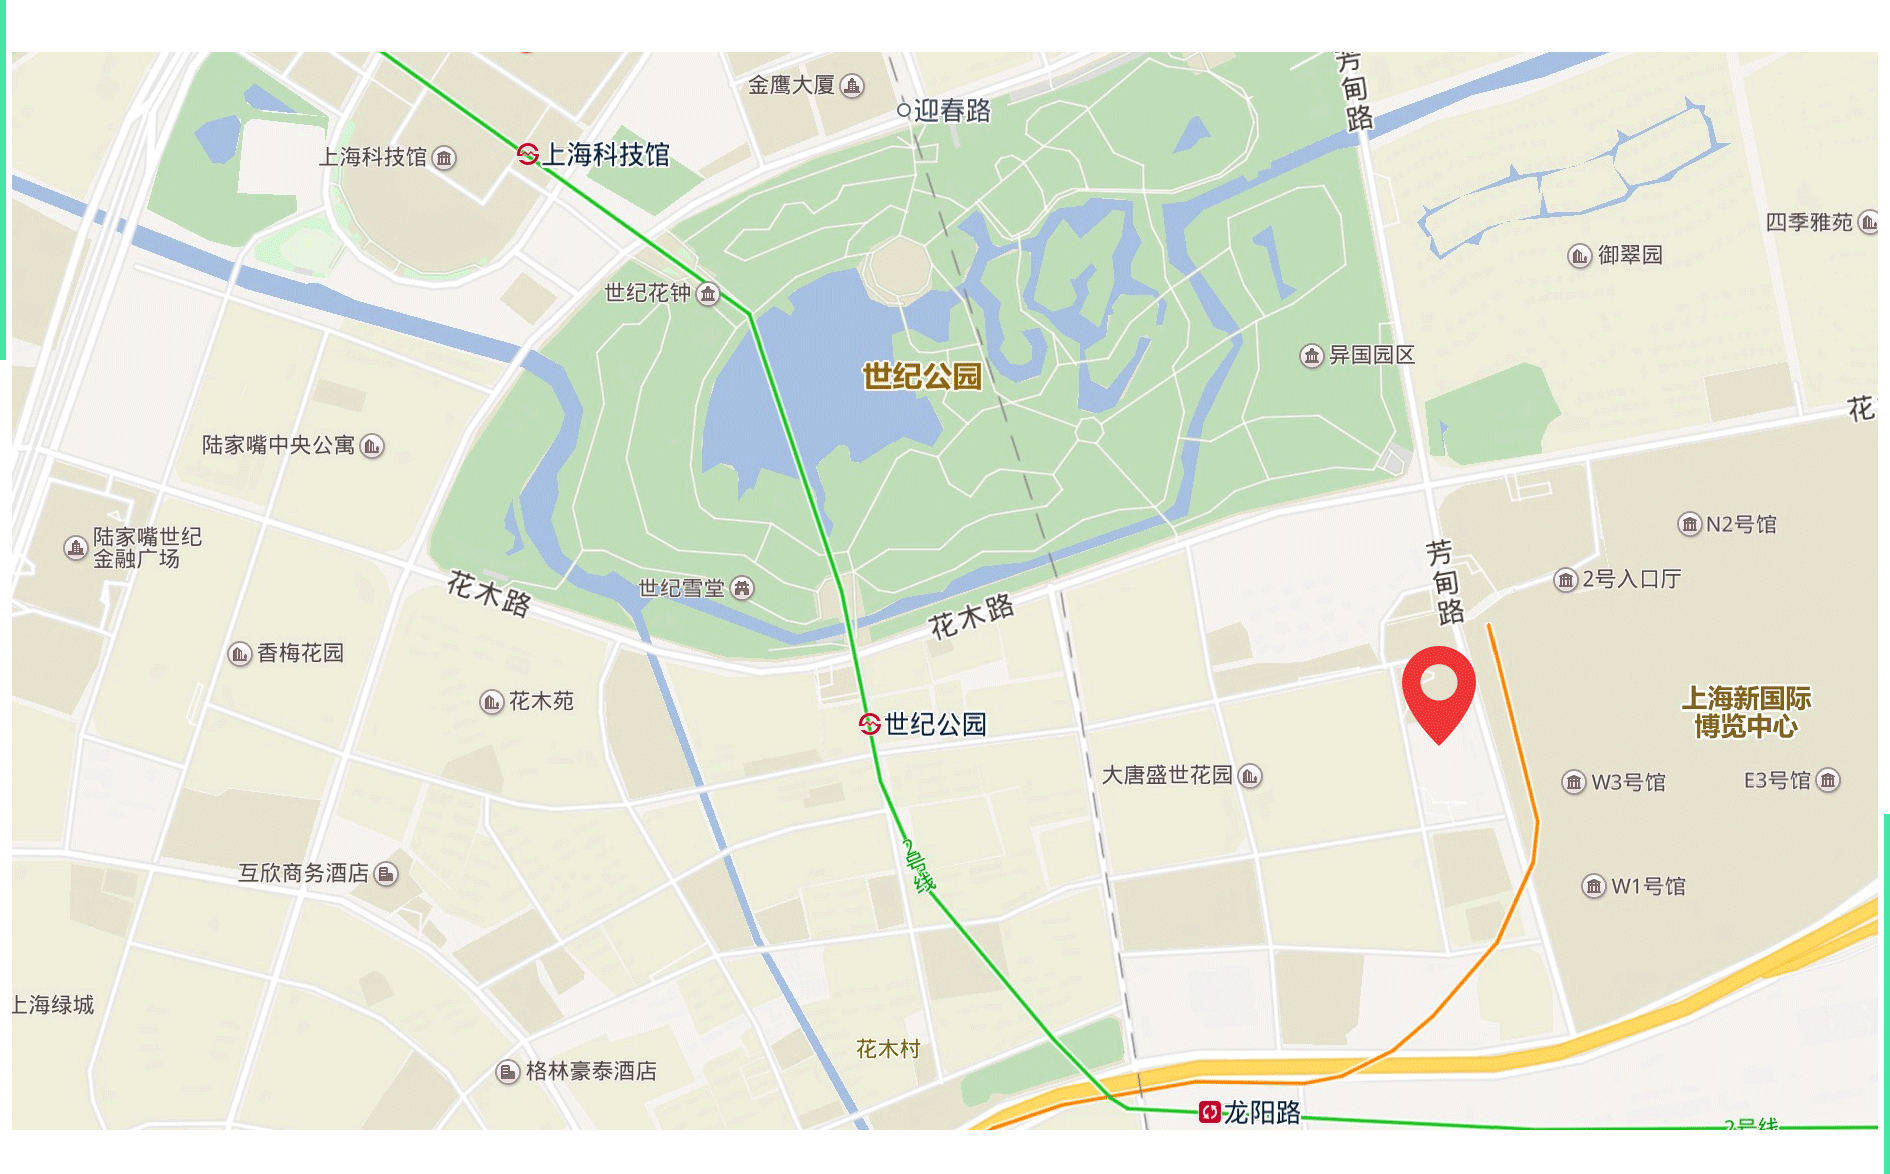 芳甸路
金鹰大厦
迎春路
上海科技馆
上海科技馆
四季雅苑
御翠园
世纪花钟
异国园区
世纪公园
花
陆家嘴中央公寓
N2号馆
陆家嘴世纪
金融广场
芳甸路
2号入口厅
花木路
世纪雪堂
花木路
香梅花园
花木苑
上海新国际
博览中心
世纪公园
大唐盛世花园
W3号馆
E3号馆
2号线
互欣商务酒店
W1号馆
上海绿城
花木村
格林豪泰酒店
龙阳路
2号线